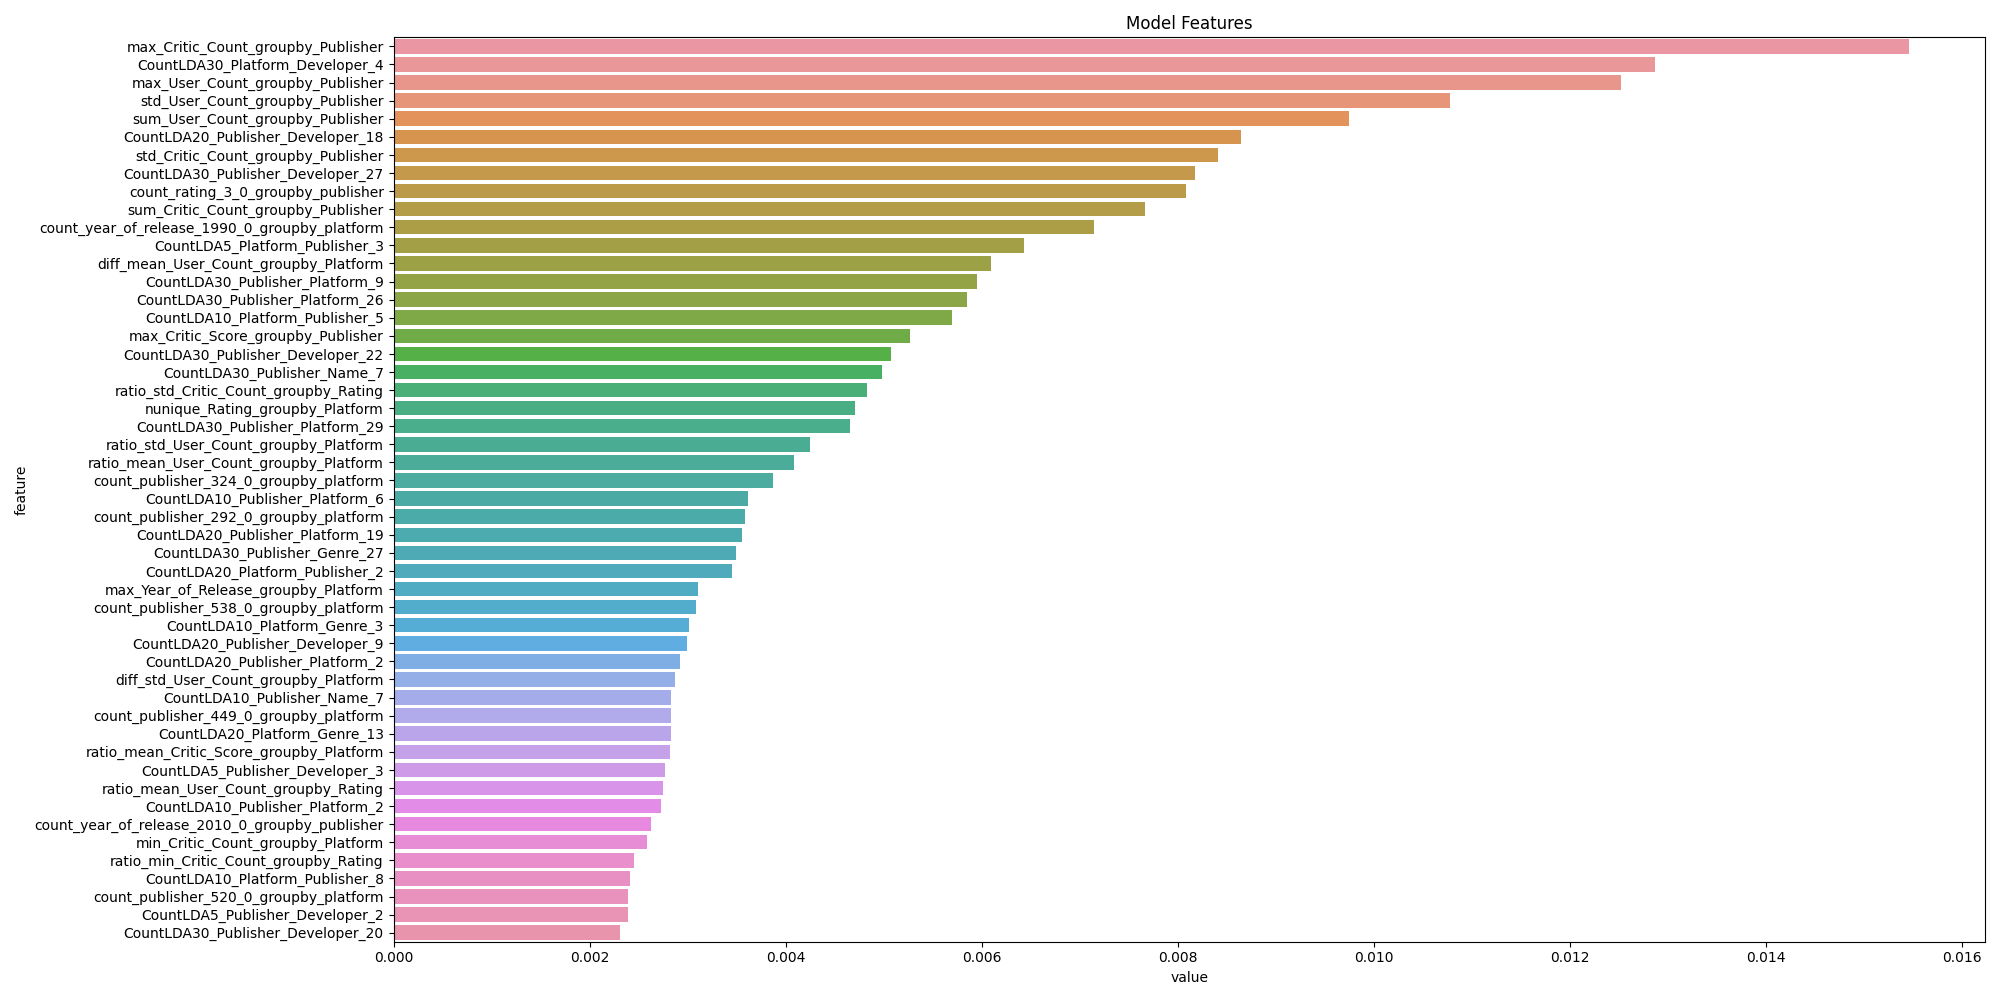 Model Features
max_Critic_Count_groupby_Publisher
CountLDA30_Platform_Developer_4
max_User_Count_groupby_Publisher
std_User_Count_groupby_Publisher
sum_User_Count_groupby_Publisher
CountLDA20_Publisher_Developer_18
std_Critic_Count_groupby_Publisher
CountLDA30_Publisher_Developer_27
count_rating_3_0_groupby_publisher
sum_Critic_Count_groupby_Publisher
count_year_of_release_1990_0_groupby_platform
CountLDA5_Platform_Publisher_3
diff_mean_User_Count_groupby_Platform
CountLDA30_Publisher_Platform_9
CountLDA30_Publisher_Platform_26
CountLDA10_Platform_Publisher_5
max_Critic_Score_groupby_Publisher
CountLDA30_Publisher_Developer_22
CountLDA30_Publisher_Name_7
ratio_std_Critic_Count_groupby_Rating
nunique_Rating_groupby_Platform
CountLDA30_Publisher_Platform_29
ratio_std_User_Count_groupby_Platform
ratio_mean_User_Count_groupby_Platform
count_publisher_324_0_groupby_platform
CountLDA10_Publisher_Platform_6
count_publisher_292_0_groupby_platform
CountLDA20_Publisher_Platform_19
CountLDA30_Publisher_Genre_27
CountLDA20_Platform_Publisher_2
max_Year_of_Release_groupby_Platform
count_publisher_538_0_groupby_platform
CountLDA10_Platform_Genre_3
CountLDA20_Publisher_Developer_9
CountLDA20_Publisher_Platform_2
diff_std_User_Count_groupby_Platform
CountLDA10_Publisher_Name_7
count_publisher_449_0_groupby_platform
CountLDA20_Platform_Genre_13
ratio_mean_Critic_Score_groupby_Platform
CountLDA5_Publisher_Developer_3
ratio_mean_User_Count_groupby_Rating
CountLDA10_Publisher_Platform_2
count_year_of_release_2010_0_groupby_publisher
min_Critic_Count_groupby_Platform
ratio_min_Critic_Count_groupby_Rating
CountLDA10_Platform_Publisher_8
count_publisher_520_0_groupby_platform
CountLDA5_Publisher_Developer_2
CountLDA30_Publisher_Developer_20
feature
0.000 0.002 0.004 0.006 0.008 0.010 0.012 0.014 0.016
value